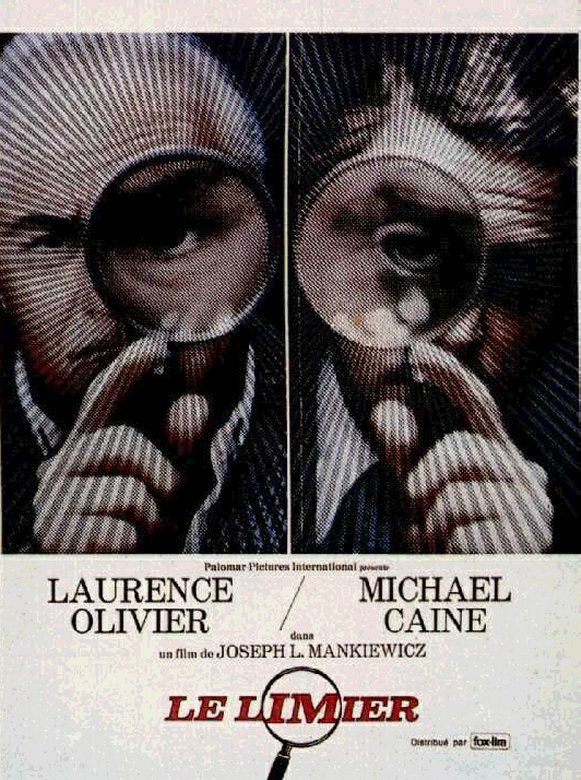 Palomar Pictures International présente
LAURENCE OLIVIER / MICHAEL CAINE
dans
un film de JOSEPH L. MANKIEWICZ
LE LIMIER
Distribué par fox-lira